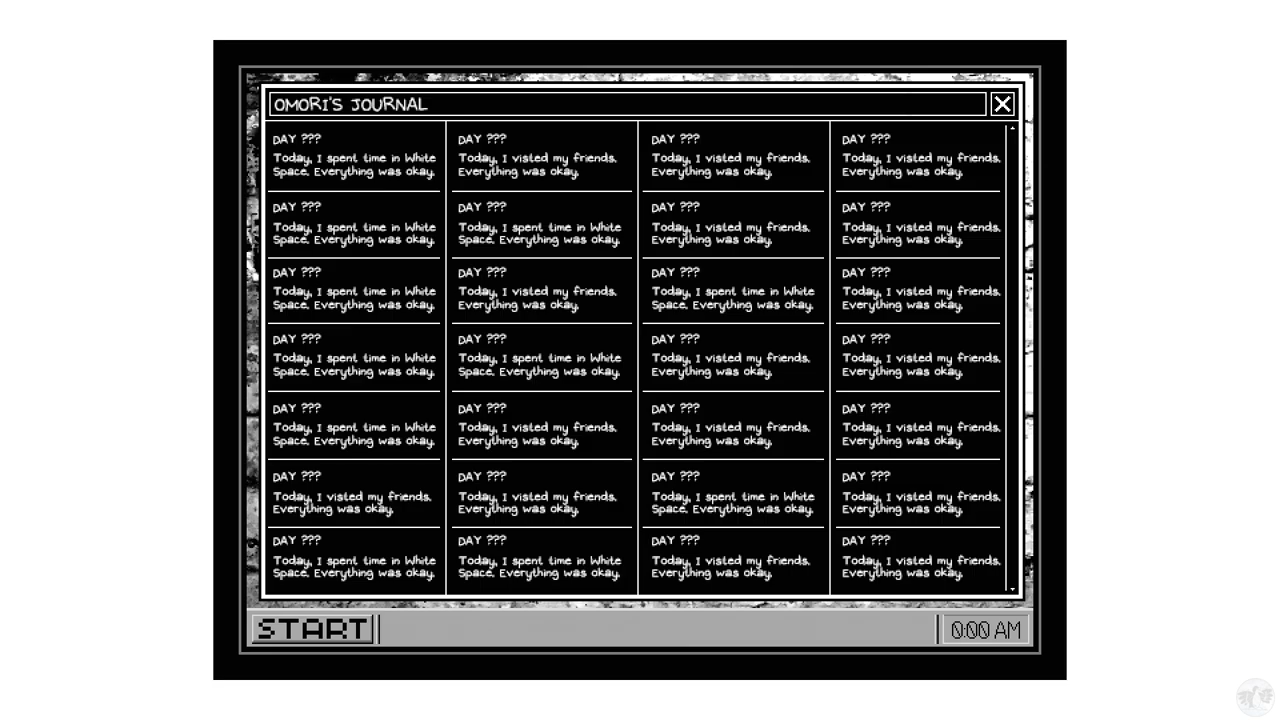 OMORI'S JOURNAL
DAY ???
Today, I spent time in White
Space. Everything was okay.
DAY ???
Today, I spent time in White
Space. Everything was okay.
DAY ???
Today, I spent time in White
Space. Everything was okay.
DAY ???
Today, I spent time in White
Space. Everything was okay.
DAY ???
Today, I spent time in White
Space. Everything was okay.
DAY ???
Today, I visted my friends.
Everything was okay.
DAY ???
Today, I spent time in White
Space. Everything was okay.
DAY ???
Today, I visted my friends.
Everything was okay.
DAY ???
Today, I spent time in White
Space. Everything was okay.
DAY ???
Today, I visted my friends.
Everything was okay.
DAY ???
Today, I spent time in White
Space. Everything was okay.
DAY ???
Today, I visted my friends.
Everything was okay.
DAY ???
Today, I visted my friends.
Everything was okay.
DAY ???
Today, I spent time in White
Space. Everything was okay.
DAY ???
Today, I visted my friends.
Everything was okay.
DAY ???
Today, I visted my friends.
Everything was okay.
DAY ???
Today, I spent time in White
Space. Everything was okay.
DAY ???
Today, I visted my friends.
Everything was okay.
DAY ???
Today, I visted my friends.
Everything was okay.
DAY ???
Today, I spent time in White
Space. Everything was okay.
DAY ???
Today, I visted my friends.
Everything was okay.
DAY ???
Today, I visted my friends.
Everything was okay.
DAY ???
Today, I visted my friends.
Everything was okay.
DAY ???
Today, I visted my friends.
Everything was okay.
DAY ???
Today, I visted my friends.
Everything was okay.
DAY ???
Today, I visted my friends.
Everything was okay.
DAY ???
Today, I visted my friends.
Everything was okay.
DAY ???
Today, I visted my friends.
Everything was okay.
START
0:00 AM